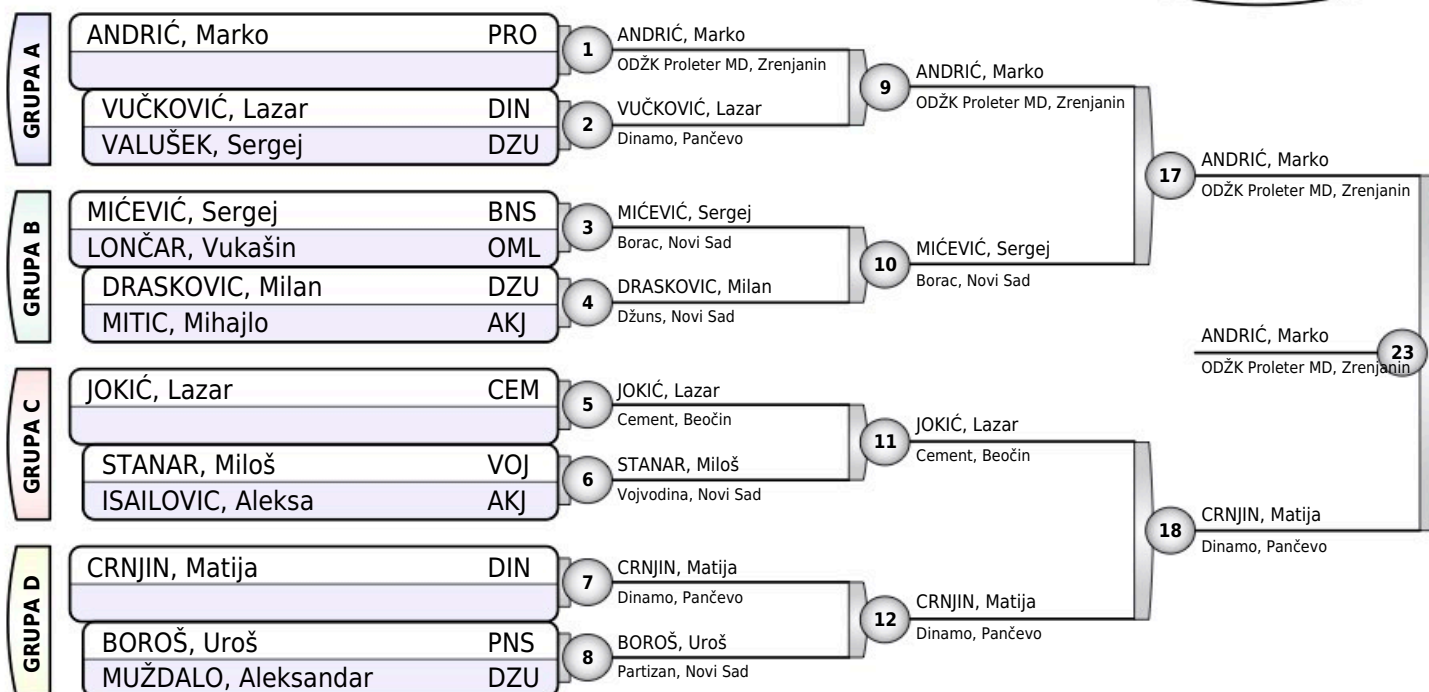 GRUPA A
ANDRIĆ, Marko PRO
VUČKOVIĆ, Lazar DIN
VALUŠEK, Sergej DZU
GRUPA B
MIĆEVIĆ, Sergej BNS
LONČAR, Vukašin OML
DRASKOVIC, Milan DZU
MITIC, Mihajlo AKJ
GRUPA C
JOKIĆ, Lazar CEM
STANAR, Miloš VOJ
ISAILOVIC, Aleksa AKJ
GRUPA D
CRNJIN, Matija DIN
BOROŠ, Uroš PNS
MUŽDALO, Aleksandar DZU
1
ANDRIĆ, Marko
ODŽK Proleter MD, Zrenjanin
2
VUČKOVIĆ, Lazar
Dinamo, Pančevo
3
MIĆEVIĆ, Sergej
Borac, Novi Sad
4
DRASKOVIC, Milan
Džuns, Novi Sad
5
JOKIĆ, Lazar
Cement, Beočin
6
STANAR, Miloš
Vojvodina, Novi Sad
7
CRNJIN, Matija
Dinamo, Pančevo
8
BOROŠ, Uroš
Partizan, Novi Sad
9
ANDRIĆ, Marko
ODŽK Proleter MD, Zrenjanin
10
MIĆEVIĆ, Sergej
Borac, Novi Sad
11
JOKIĆ, Lazar
Cement, Beočin
12
CRNJIN, Matija
Dinamo, Pančevo
17
ANDRIĆ, Marko
ODŽK Proleter MD, Zrenjanin
18
CRNJIN, Matija
Dinamo, Pančevo
ANDRIĆ, Marko
ODŽK Proleter MD, Zrenjanin
23